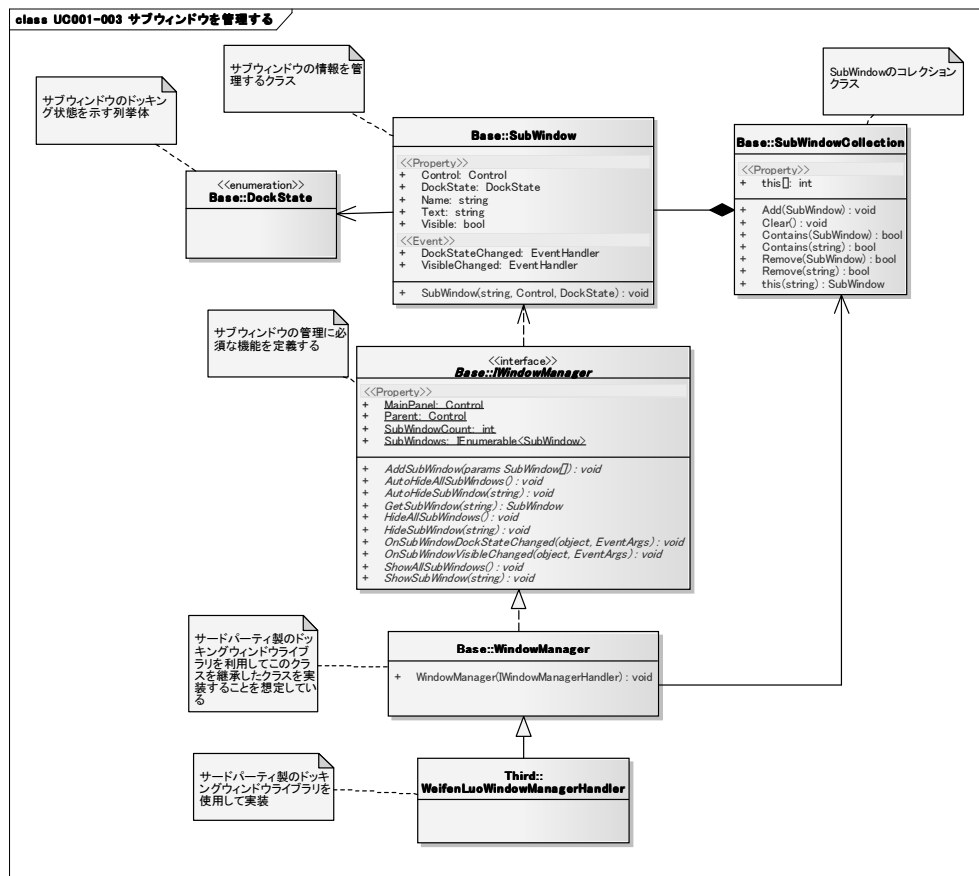 class UC001-003 サブウィンドウを管理する
サブウィンドウの情報を管
理するクラス
SubWindowのコレクション
クラス
サブウィンドウのドッキン
グ状態を示す列挙体
Base::SubWindow
<<Property>>
+ Control: Control
+ DockState: DockState
+ Name: string
+ Text: string
+ Visible: bool
<<Event>>
+ DockStateChanged: EventHandler
+ VisibleChanged: EventHandler
+ SubWindow(string, Control, DockState) : void
Base::SubWindowCollection
<<Property>>
+ this[]: int
+ Add(SubWindow) : void
+ Clear() : void
+ Contains(SubWindow) : bool
+ Contains(string) : bool
+ Remove(SubWindow) : bool
+ Remove(string) : bool
+ this(string) : SubWindow
<<enumeration>>
Base::DockState
サブウィンドウの管理に必
須な機能を定義する
<<interface>>
Base::IWindowManager
<<Property>>
+ MainPanel: Control
+ Parent: Control
+ SubWindowCount: int
+ SubWindows: IEnumerable<SubWindow>
+ AddSubWindow(params SubWindow[]) : void
+ AutoHideAllSubWindows() : void
+ AutoHideSubWindow(string) : void
+ GetSubWindow(string) : SubWindow
+ HideAllSubWindows() : void
+ HideSubWindow(string) : void
+ OnSubWindowDockStateChanged(object, EventArgs) : void
+ OnSubWindowVisibleChanged(object, EventArgs) : void
+ ShowAllSubWindows() : void
+ ShowSubWindow(string) : void
サードパーティ製のドッ
キングウィンドウライブ
ラリを利用してこのクラ
スを継承したクラスを実
装することを想定してい
る
Base::WindowManager
+ WindowManager(IWindowManagerHandler) : void
サードパーティ製のドッキ
ングウィンドウライブラリを
使用して実装
Third::
WeifenLuoWindowManagerHandler